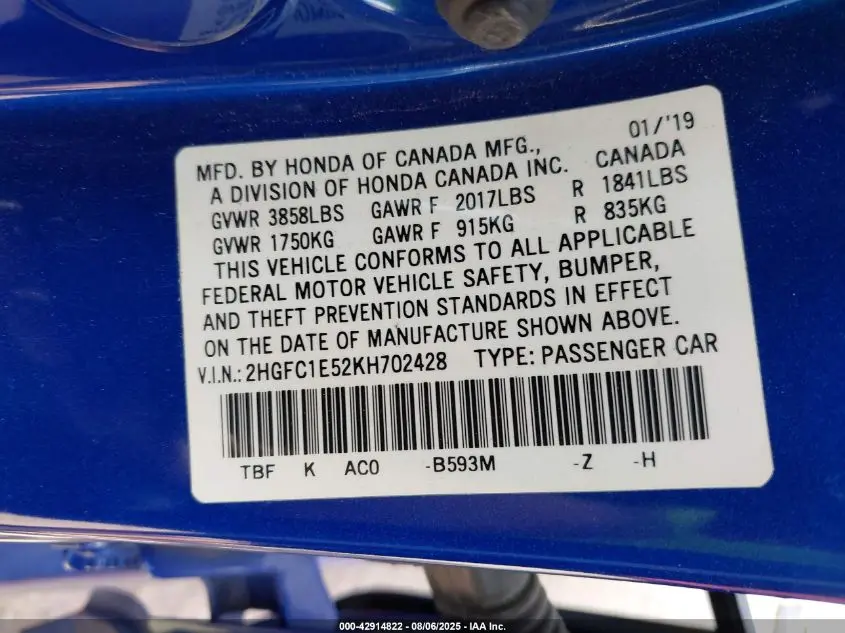 01/'19
MFD. BY HONDA OF CANADA MFG.,
A DIVISION OF HONDA CANADA INC. CANADA
GVWR 3858LBS GAWR F 2017LBS R 1841LBS
GVWR 1750KG GAWR F 915KG R 835KG
THIS VEHICLE CONFORMS TO ALL APPLICABLE
FEDERAL MOTOR VEHICLE SAFETY, BUMPER,
AND THEFT PREVENTION STANDARDS IN EFFECT
ON THE DATE OF MANUFACTURE SHOWN ABOVE.
V.I.N.: 2HGFC1E52KH702428 TYPE: PASSENGER CAR
TBF K AC0 -B593M -Z -H
000-42914822 - 08/06/2025 - IAA Inc.